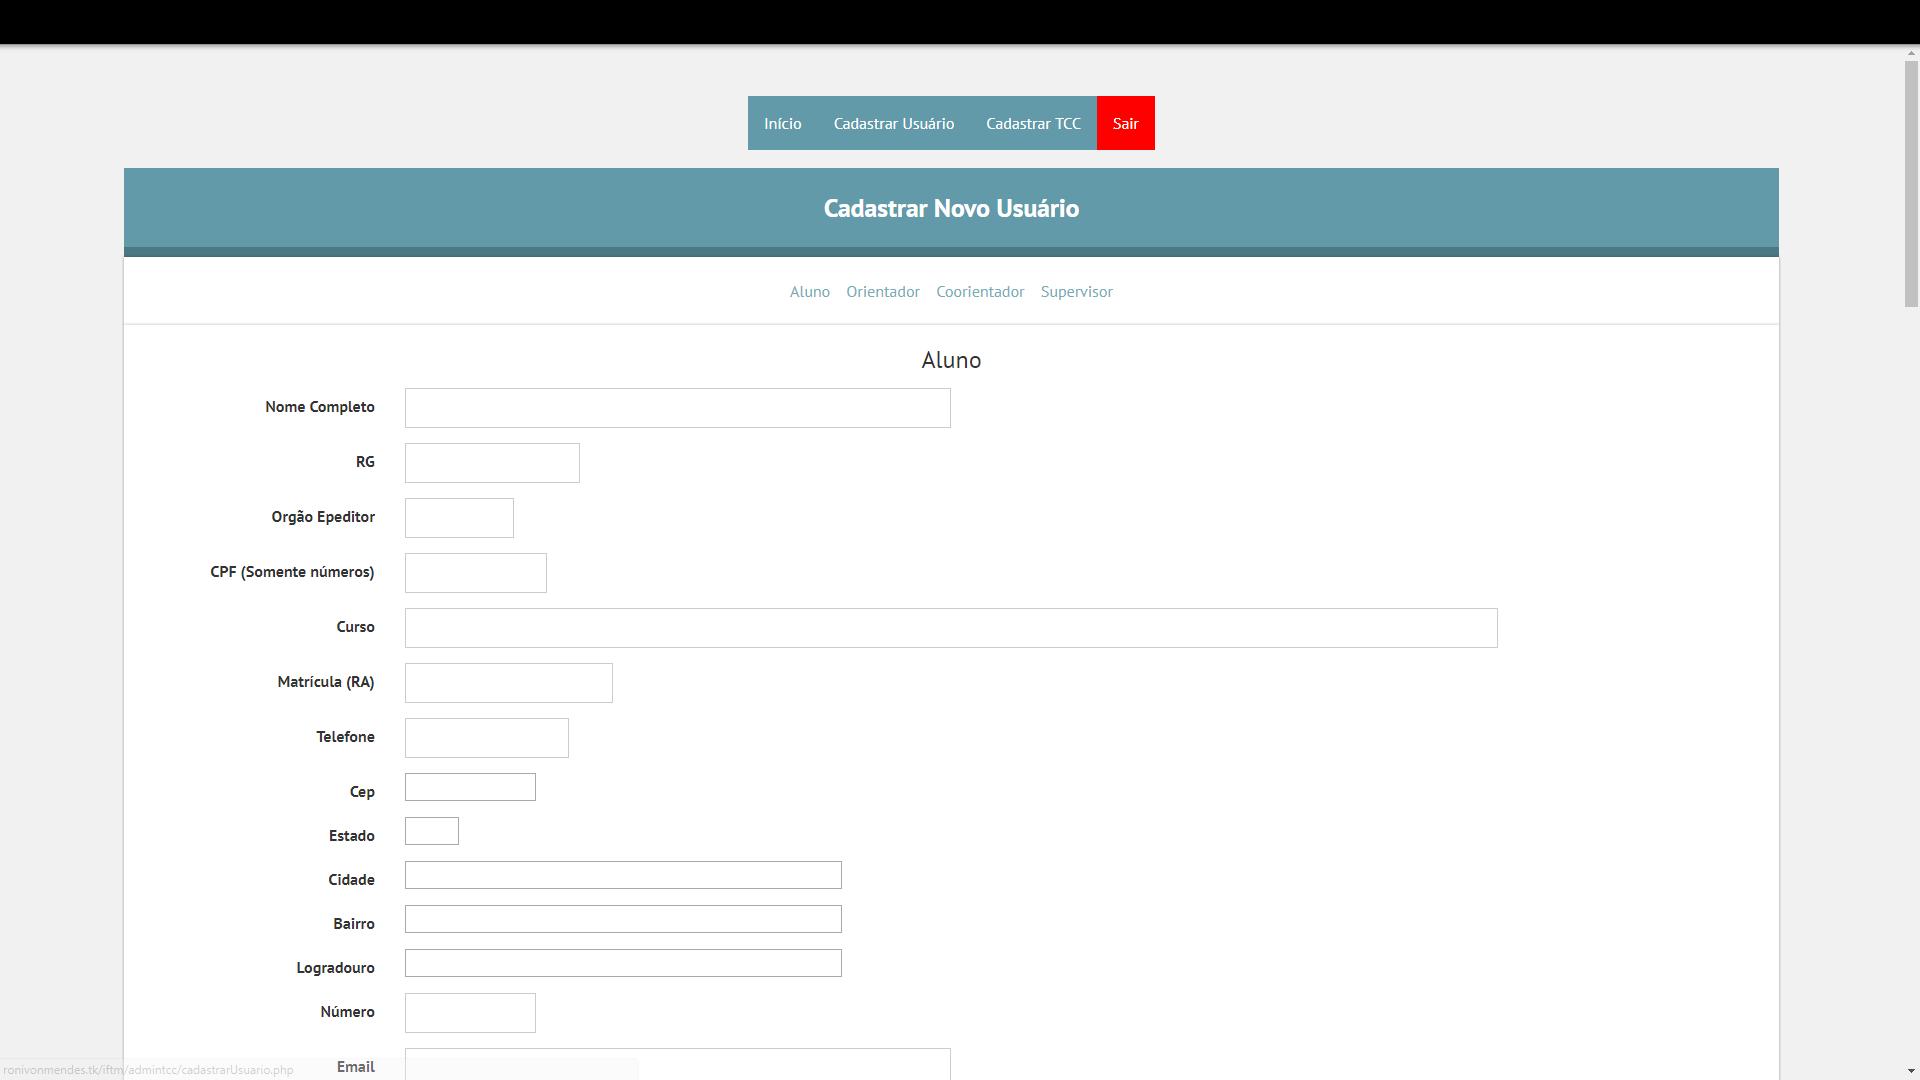 Início Cadastrar Usuário Cadastrar TCC Sair
Cadastrar Novo Usuário
Aluno Orientador Coorientador Supervisor
Aluno
Nome Completo
RG
Orgão Epeditor
CPF (Somente números)
Curso
Matrícula (RA)
Telefone
Cep
Estado
Cidade
Bairro
Logradouro
Número
Email
ronivonmendes.tk/iftm/admintcc/cadastrarUsuario.php